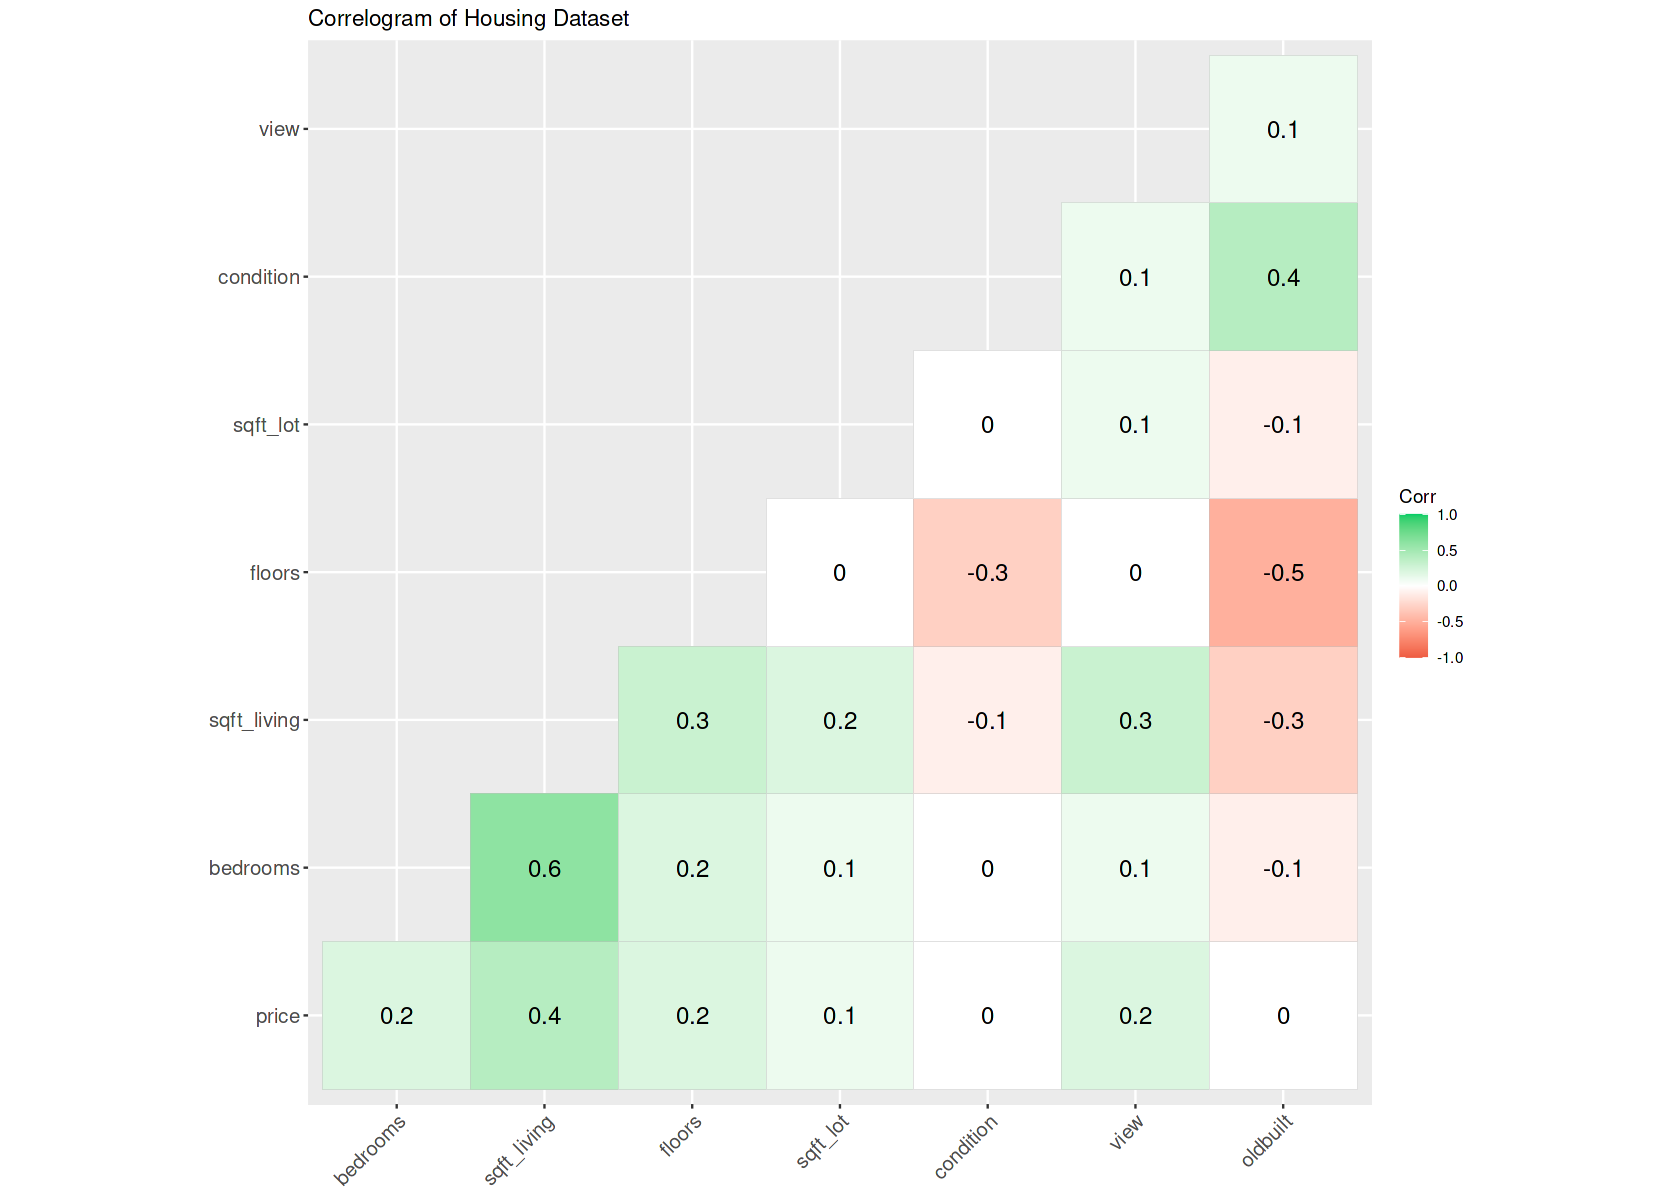 Correlogram of Housing Dataset
view
0.1
condition
0.1 0.4
sqft_lot
0 0.1 -0.1
floors
0 -0.3 0 -0.5
sqft_living
0.3 0.2 -0.1 0.3 -0.3
bedrooms
0.6 0.2 0.1 0 0.1 -0.1
price
0.2 0.4 0.2 0.1 0 0.2 0
bedrooms
sqft_living
floors
sqft_lot
condition
view
oldbuilt
Corr
1.0
0.5
0.0
-0.5
-1.0